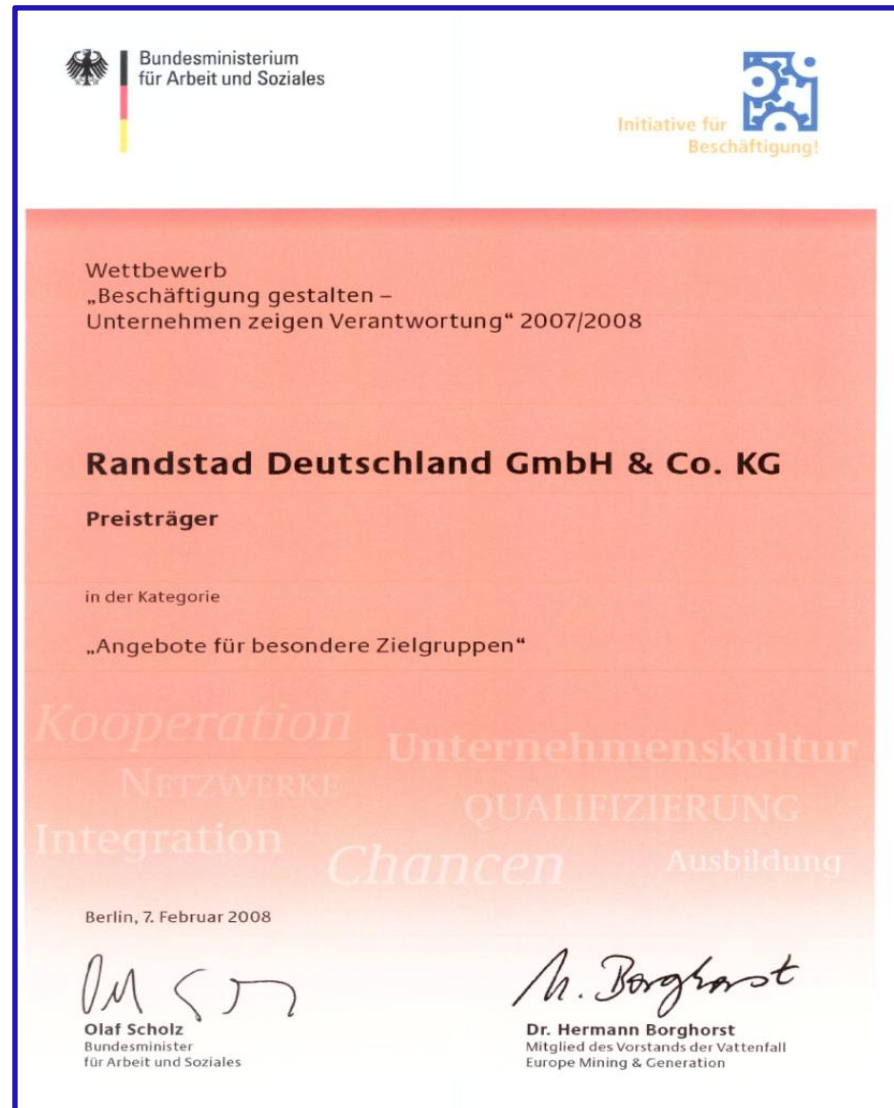 Bundesministerium
für Arbeit und Soziales
Initiative für
Beschäftigung!
Wettbewerb
„Beschäftigung gestalten –
Unternehmen zeigen Verantwortung“ 2007/2008
Randstad Deutschland GmbH & Co. KG
Preisträger
in der Kategorie
„Angebote für besondere Zielgruppen“
Kooperation
Unternehmenskultur
NETZWERKE
QUALIFIZIERUNG
Integration
Chancen
Ausbildung
Berlin, 7. Februar 2008
M. Borghorst
Olaf Scholz
Bundesminister
für Arbeit und Soziales
Dr. Hermann Borghorst
Mitglied des Vorstands der Vattenfall
Europe Mining & Generation